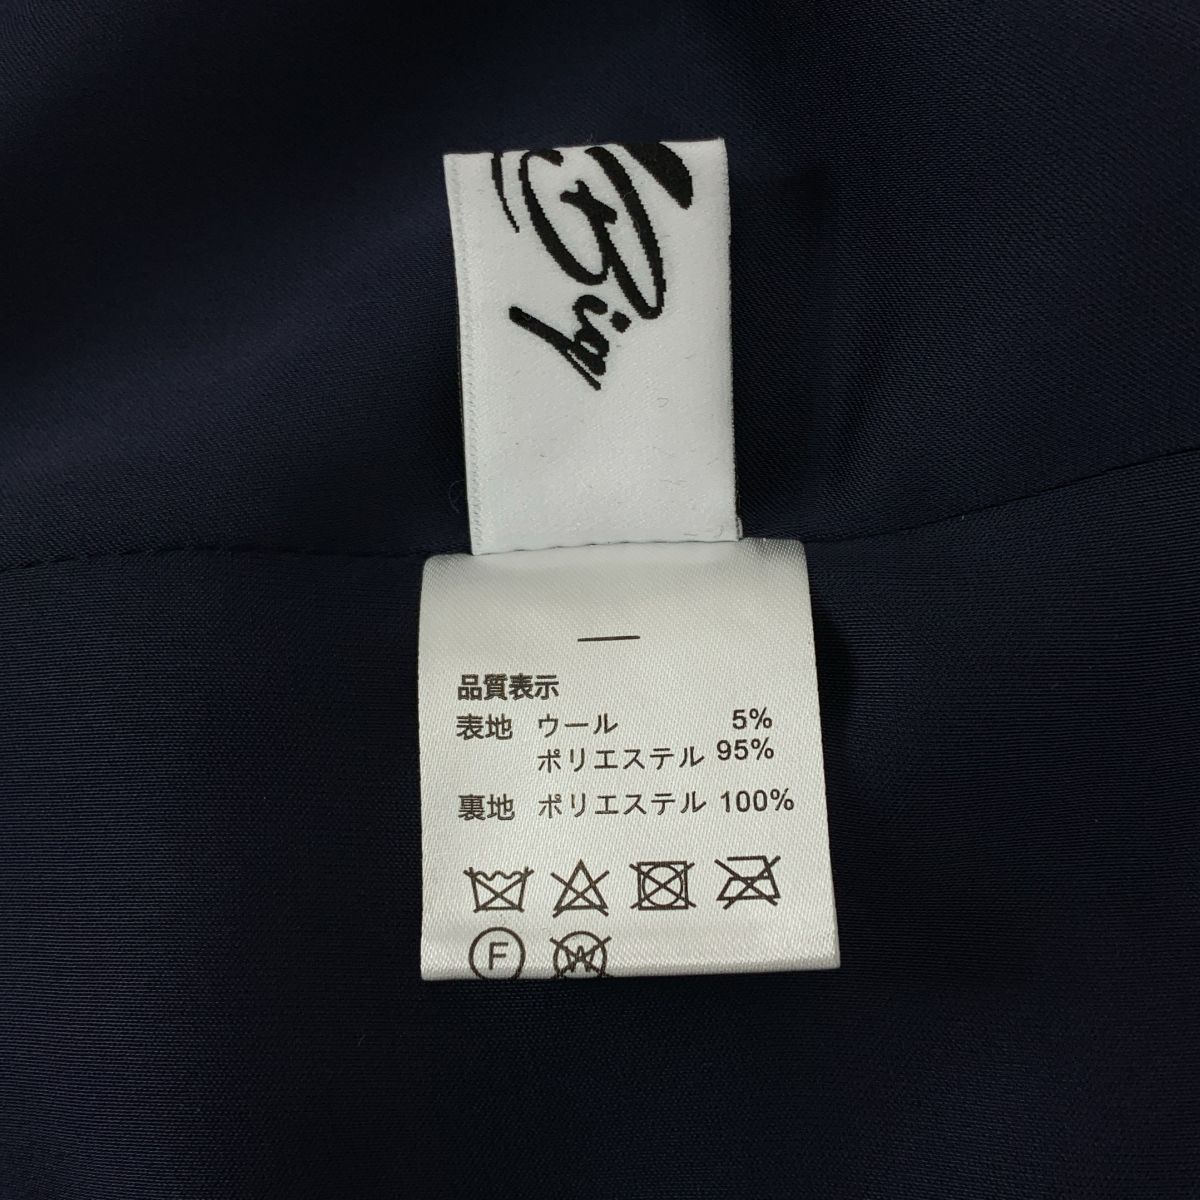 Big
品質表示
表地 ウール 5%
ポリエステル 95%
裏地 ポリエステル 100%
F
W